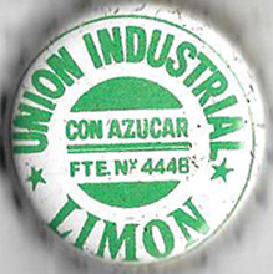 UNION INDUSTRIAL
CON AZUCAR
FTE. Nº 4448
LIMON